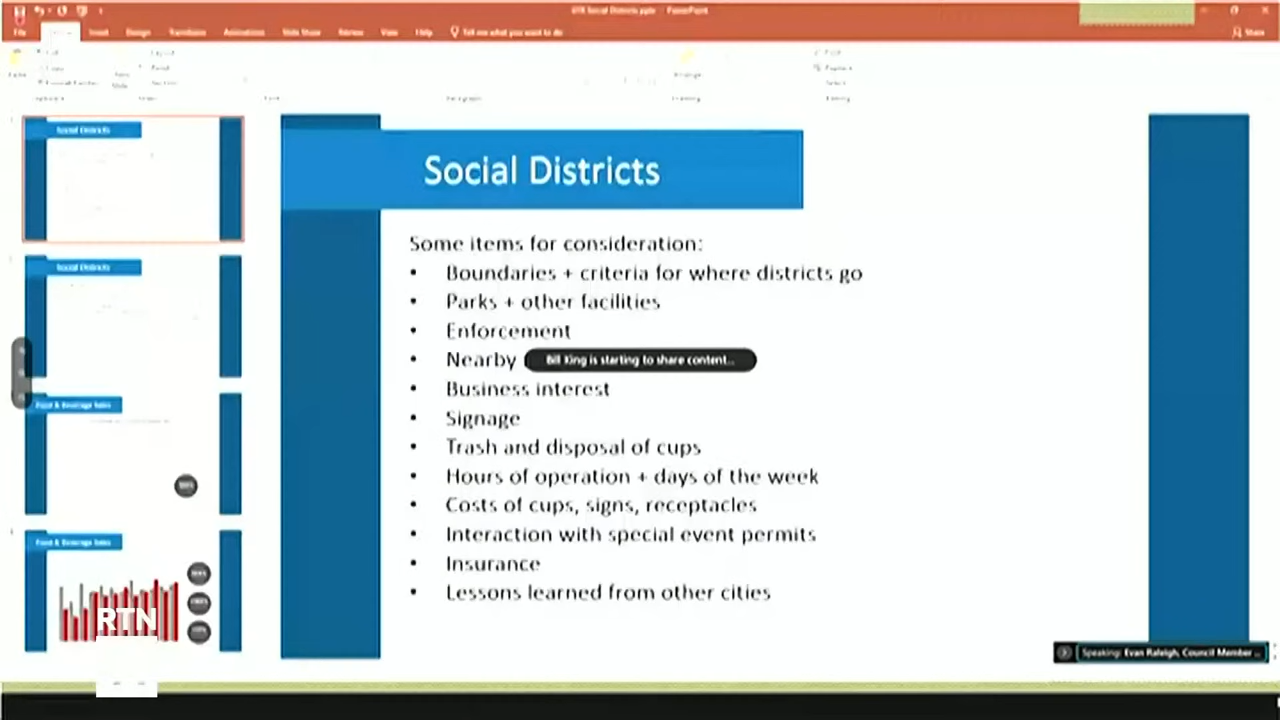 DTR Social Districts.pptx - PowerPoint
File Insert Design Transitions Animations Slide Show Review View Help Tell me what you want to do Share
Social Districts
Social Districts
Food & Beverage Sales
Food & Beverage Sales
RTN
Social Districts
Some items for consideration:
• Boundaries + criteria for where districts go
• Parks + other facilities
• Enforcement
• Nearby
Bill King is starting to share content...
• Business interest
• Signage
• Trash and disposal of cups
• Hours of operation + days of the week
• Costs of cups, signs, receptacles
• Interaction with special event permits
• Insurance
• Lessons learned from other cities
Speaking: Evan Raleigh, Council Member ...